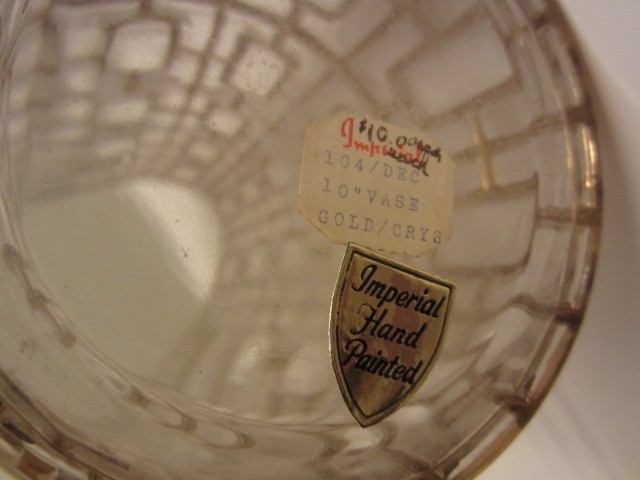 $10.00
Imperial
104/DEC
10"VASE
GOLD/CRYS
Imperial
Hand
Painted